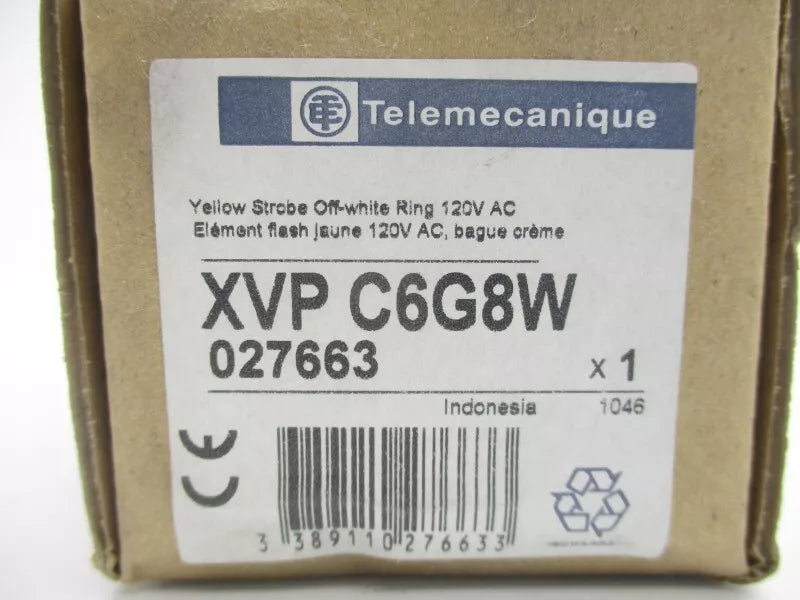 Telemecanique
Yellow Strobe Off-white Ring 120V AC
Elément flash jaune 120V AC, bague crème
XVP C6G8W
027663 x 1
Indonesia 1046
CE
3 389110 276633